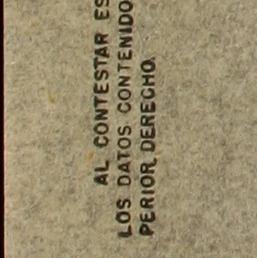 AL CONTESTAR ES
LOS DATOS CONTENIDO
PERIOR DERECHO.